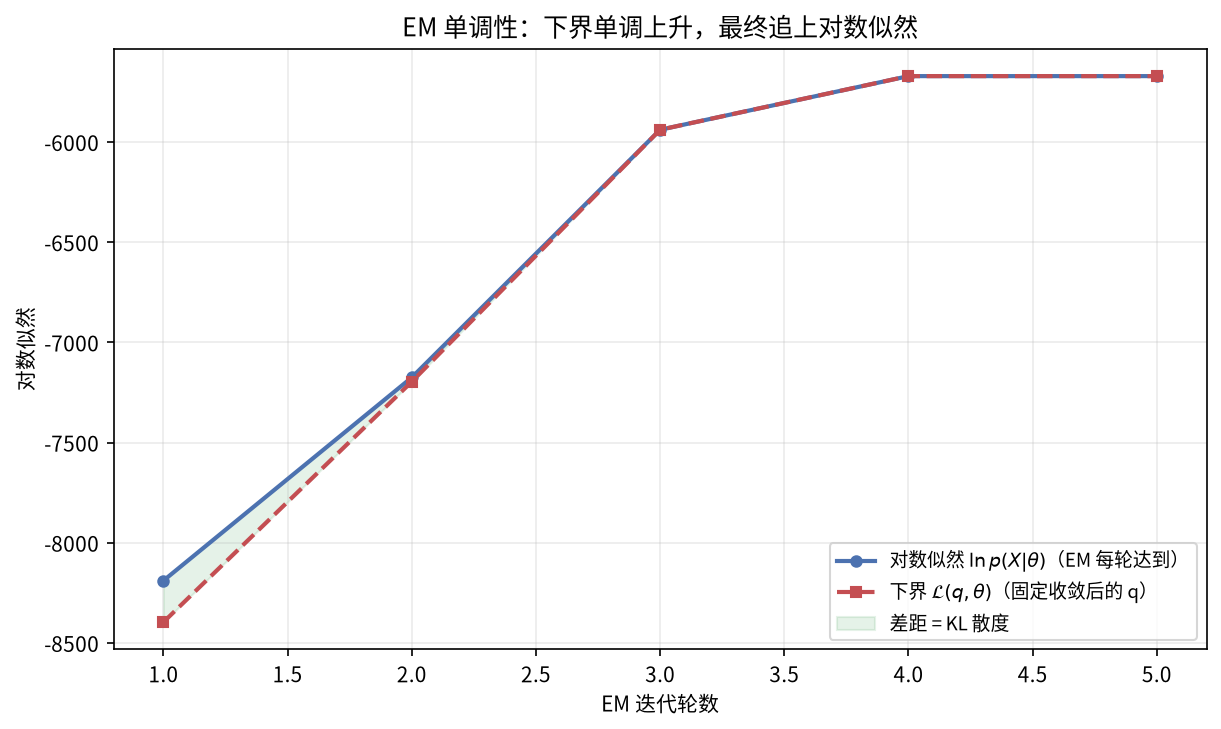 EM 单调性：下界单调上升，最终追上对数似然
对数似然
-6000
-6500
-7000
-7500
-8000
-8500
1.0 1.5 2.0 2.5 3.0 3.5 4.0 4.5 5.0
EM 迭代轮数
对数似然 ln p(X|θ)（EM 每轮达到）
下界 ℒ(q, θ)（固定收敛后的 q）
差距 = KL 散度